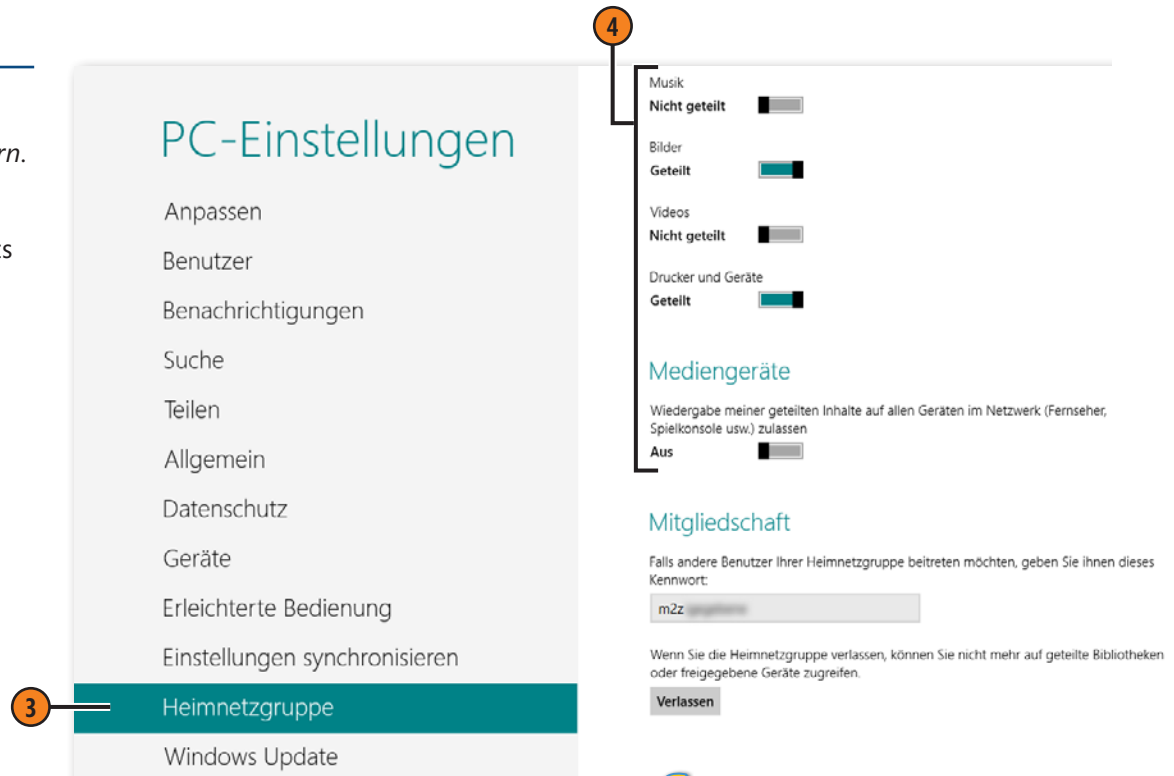 4
rn.
ts
PC-Einstellungen
Anpassen
Benutzer
Benachrichtigungen
Suche
Teilen
Allgemein
Datenschutz
Geräte
Erleichterte Bedienung
Einstellungen synchronisieren
3
Heimnetzgruppe
Windows Update
Musik
Nicht geteilt
Bilder
Geteilt
Videos
Nicht geteilt
Drucker und Geräte
Geteilt
Mediengeräte
Wiedergabe meiner geteilten Inhalte auf allen Geräten im Netzwerk (Fernseher,
Spielkonsole usw.) zulassen
Aus
Mitgliedschaft
Falls andere Benutzer Ihrer Heimnetzgruppe beitreten möchten, geben Sie ihnen dieses
Kennwort:
m2z
Wenn Sie die Heimnetzgruppe verlassen, können Sie nicht mehr auf geteilte Bibliotheken
oder freigegebene Geräte zugreifen.
Verlassen